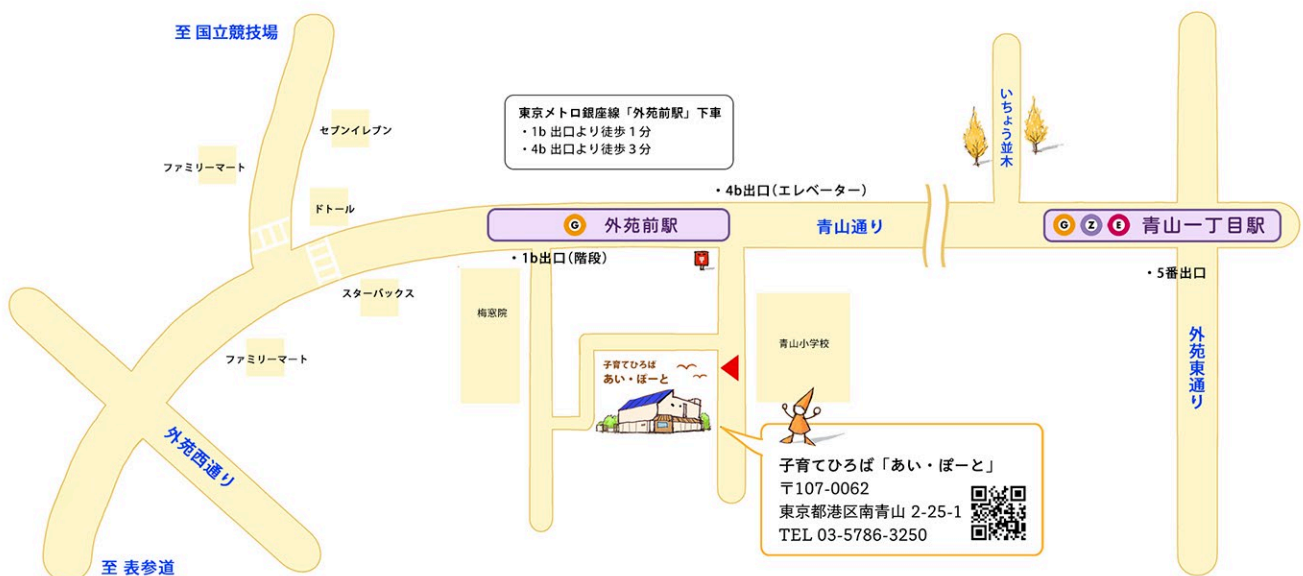 至 国立競技場
セブンイレブン
ファミリーマート
ドトール
東京メトロ銀座線「外苑前駅」下車
・1b 出口より徒歩 1 分
・4b 出口より徒歩 3 分
いちょう並木
・4b出口(エレベーター)
G 外苑前駅
青山通り
G Z E 青山一丁目駅
・1b出口(階段)
・5番出口
スターバックス
梅窓院
青山小学校
ファミリーマート
子育てひろば
あい・ぽーと
外苑東通り
外苑西通り
子育てひろば「あい・ぽーと」
〒107-0062
東京都港区南青山 2-25-1
TEL 03-5786-3250
至 表参道